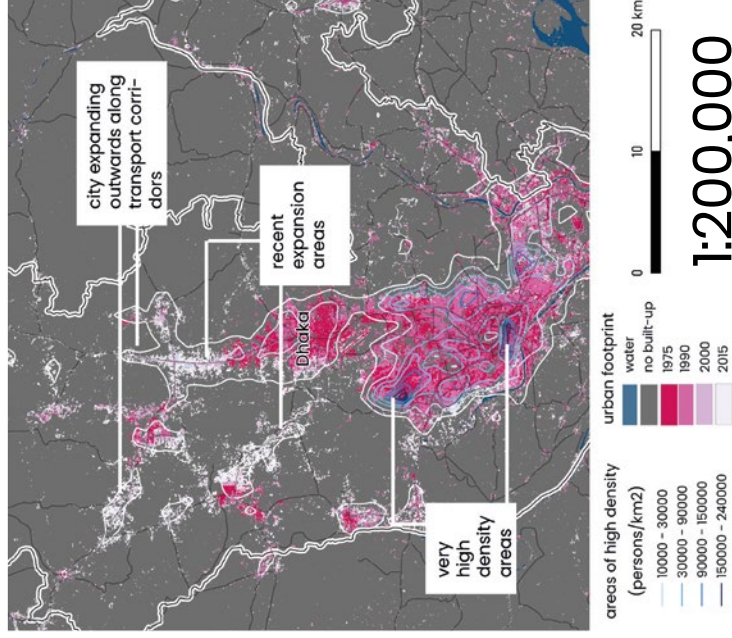 city expanding
outwards along
transport corri-
dors
recent
expansion
areas
Dhaka
very
high
density
areas
areas of high density
(persons/km2)
10000 - 30000
30000 - 90000
900000 - 1500000
150000 - 240000
urban footprint
water
no built-up
1975
1990
2000
2015
0
10
20 km
1:200.000